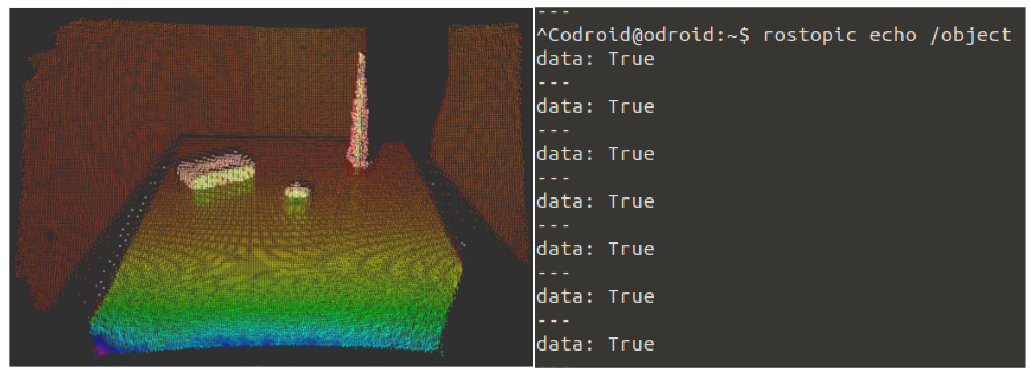 ---
^Codroid@odroid:~$ rostopic echo /object
data: True
---
data: True
---
data: True
---
data: True
---
data: True
---
data: True
---
data: True